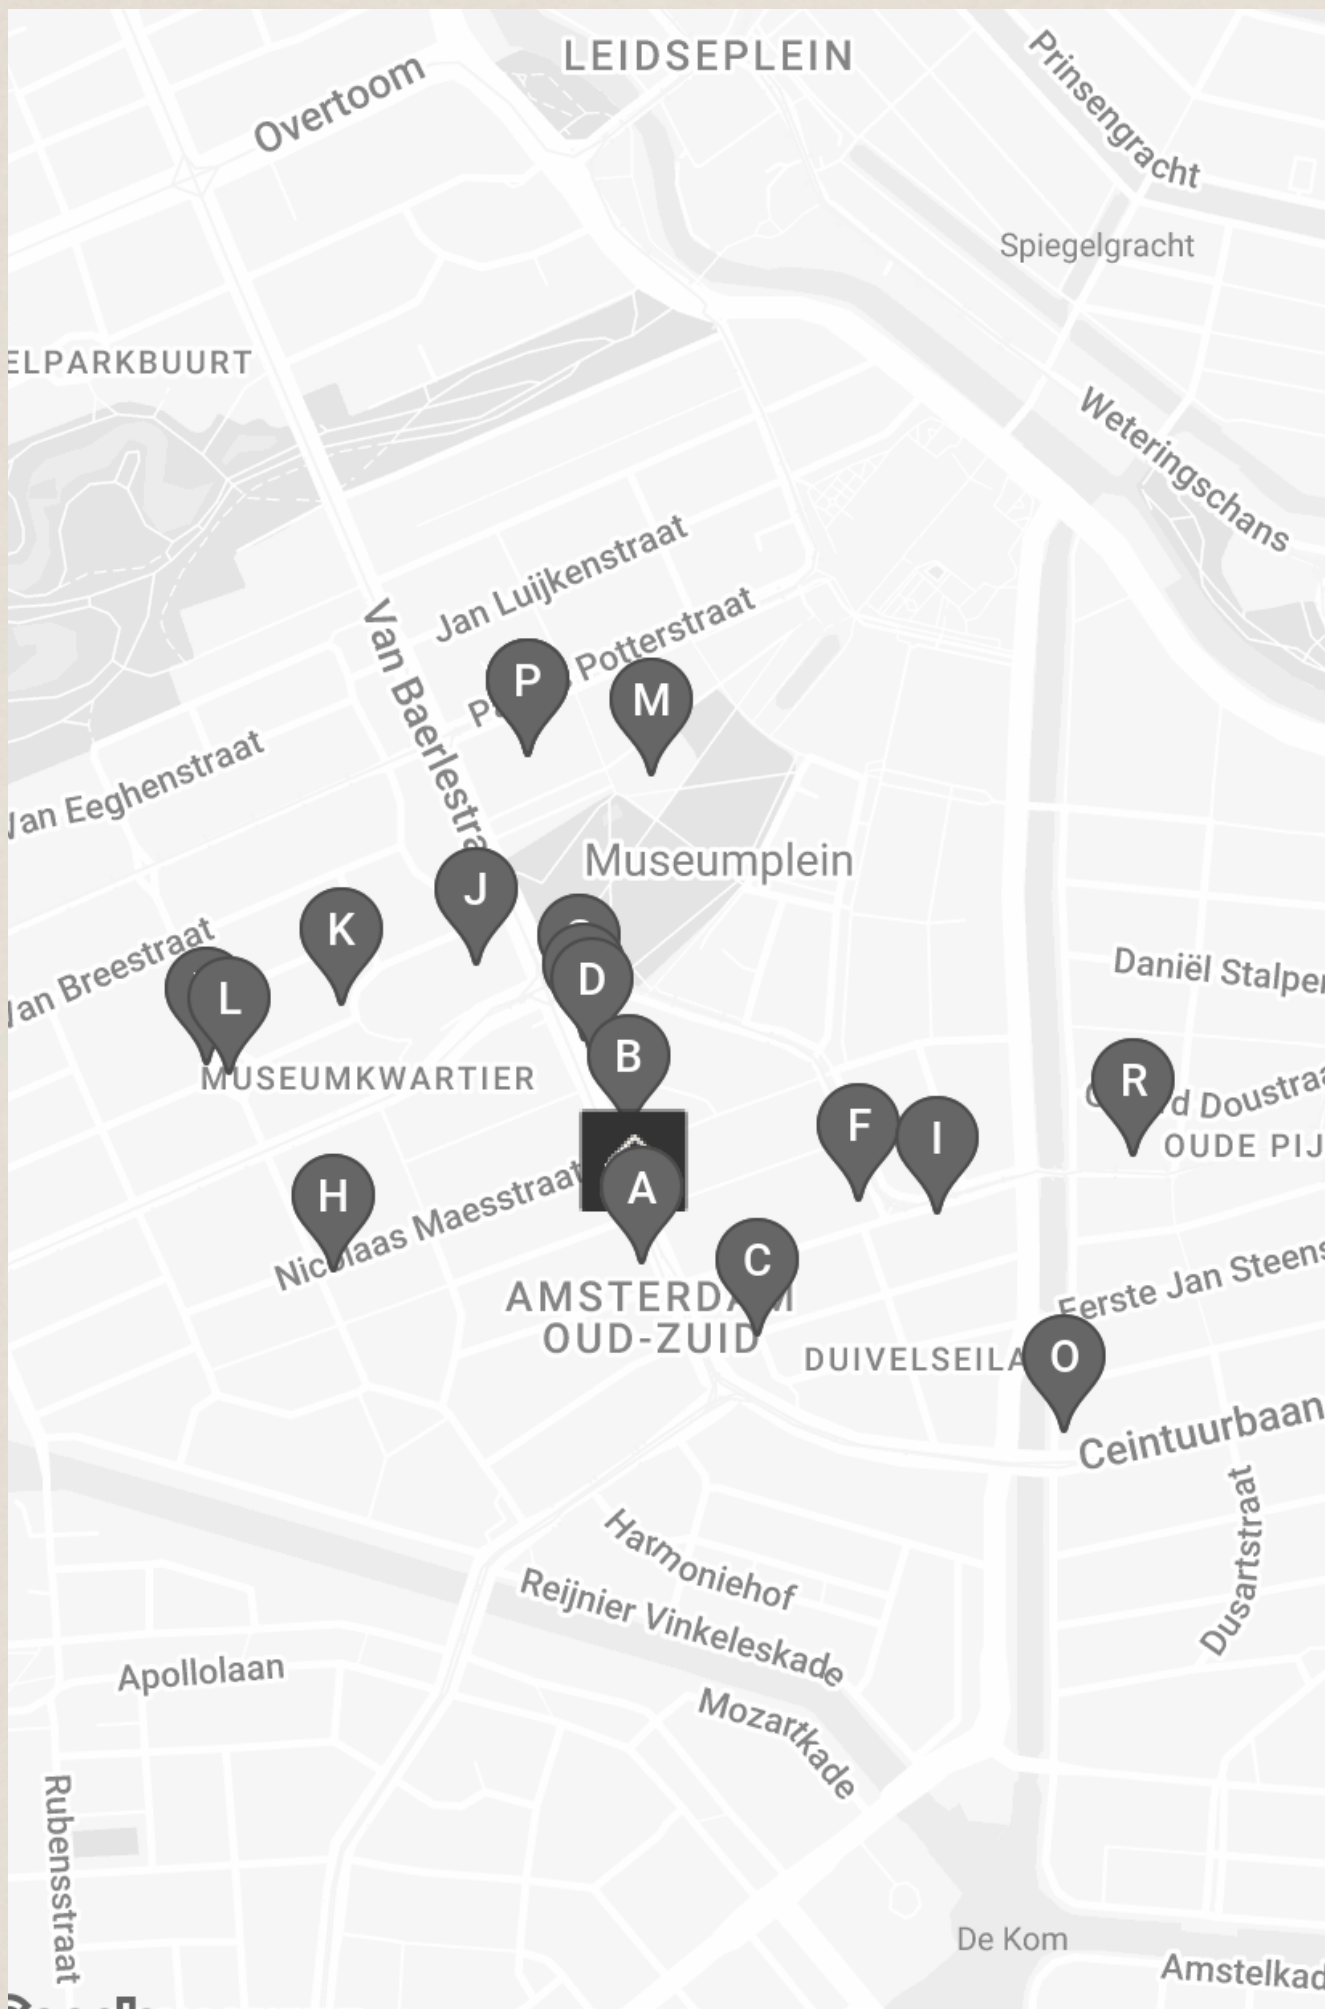 LEIDSEPLEIN
Overtoom
Prinsengracht
Spiegelgracht
ELPARKBUURT
Weteringschans
Jan Luijkenstraat
Potterstraat
Van Baerlestra
P
M
Van Eeghenstraat
Museumplein
J
K
Van Breestraat
D
L
Daniël Stalper
B
MUSEUMKWARTIER
R
d Doustraa
OUDE PIJ
F
I
A
H
Nicolaas Maesstraat
C
AMSTERDAM
OUD-ZUID
Eerste Jan Steens
DUIVELSEILA
O
Ceintuurbaan
Dusartstraat
Harmoniehof
Reijnier Vinkeleskade
Apollolaan
Mozartkade
Rubensstraat
De Kom
Amstelkad